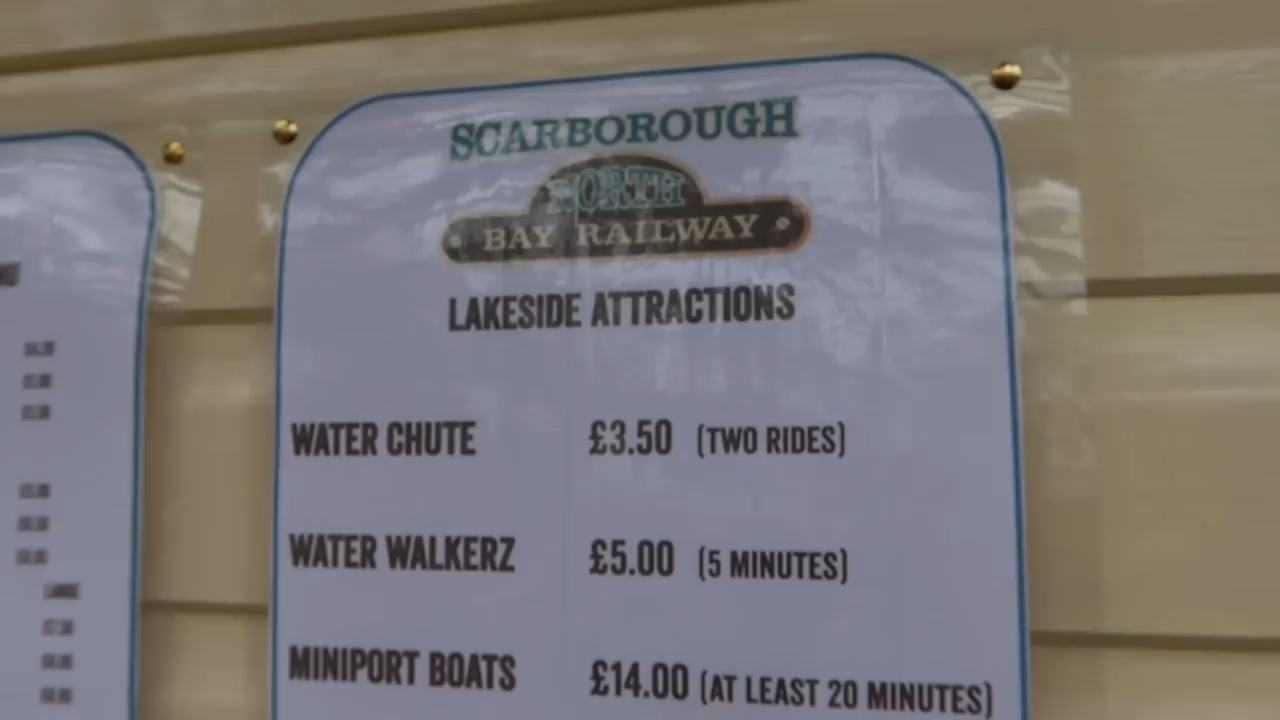 SCARBOROUGH
NORTH
BAY RAILWAY
LAKESIDE ATTRACTIONS
WATER CHUTE £3.50 (TWO RIDES)
WATER WALKERZ £5.00 (5 MINUTES)
MINIPORT BOATS £14.00 (AT LEAST 20 MINUTES)